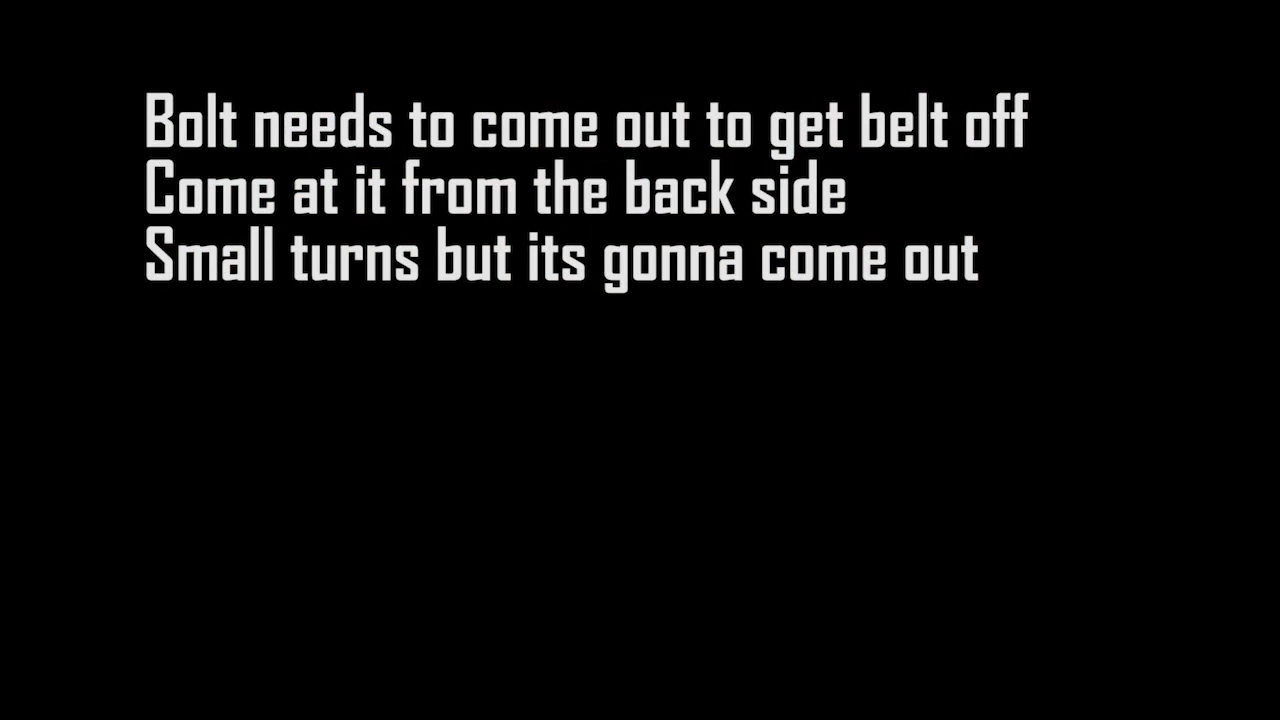 Bolt needs to come out to get belt off
Come at it from the back side
Small turns but its gonna come out